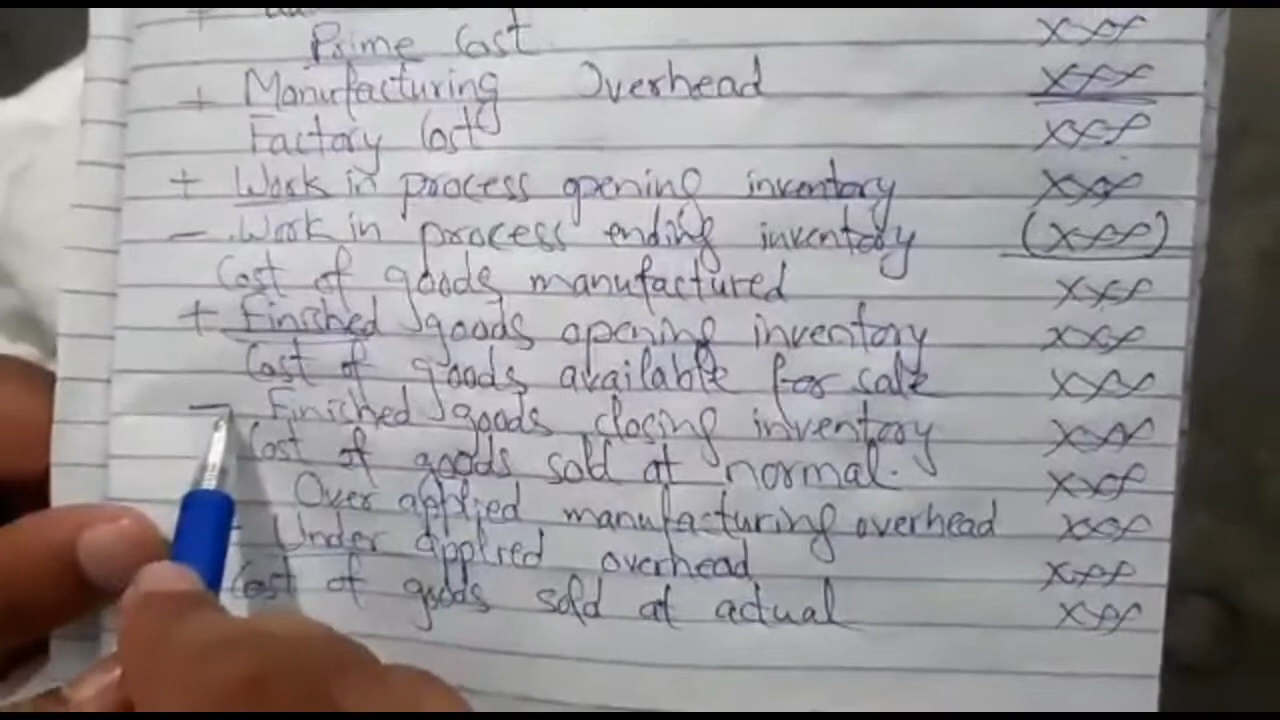 +
Prime Cost xxx
+ Manufacturing Overhead xxx
Factory Cost xxx
+ Work in process opening inventory xxx
- Work in process ending inventory (xxx)
Cost of goods manufactured xxx
+ Finished goods opening inventory xxx
Cost of goods available for sale xxx
- Finished goods closing inventory xxx
Cost of goods sold at normal. xxx
Over applied manufacturing overhead xxx
Under applied overhead xxx
Cost of goods sold at actual xxx